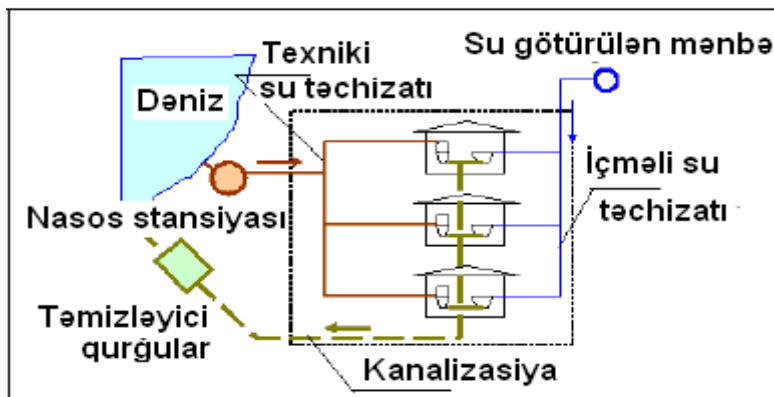 Su götürülən mənbə
Texniki
su təchizatı
Dəniz
İçməli su
təchizatı
Nasos stansiyası
Təmizləyici
qurğular
Kanalizasiya